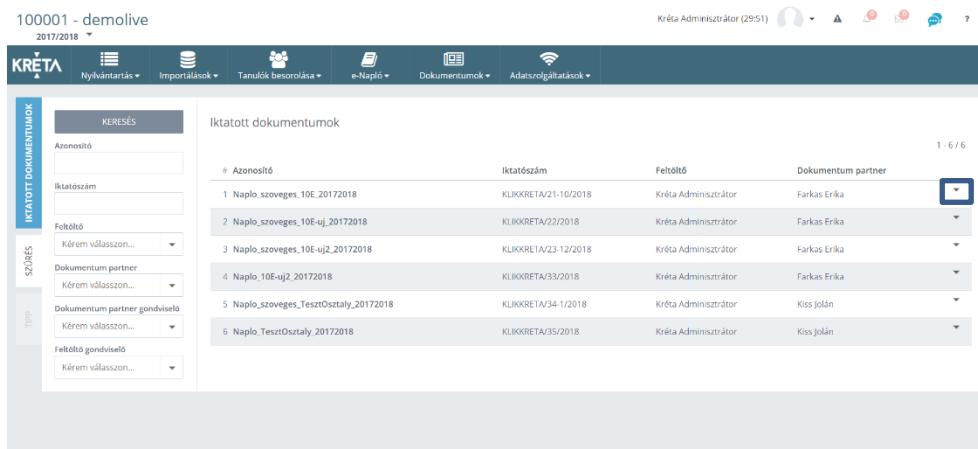 100001 - demolive
2017/2018
Kréta Adminisztrátor (29:51)
0
0
?
KRÉTA
Nyilvántartás
Importálások
Tanulók besorolása
e-Napló
Dokumentumok
Adatszolgáltatások
IKTATOTT DOKUMENTUMOK
SZŰRÉS
TIPP
KERESÉS
Azonosító
Iktatószám
Feltöltő
Kérem válasszon...
Dokumentum partner
Kérem válasszon...
Dokumentum partner gondviselő
Kérem válasszon...
Feltöltő gondviselő
Kérem válasszon...
Iktatott dokumentumok
1 - 6 / 6
# Azonosító Iktatószám Feltöltő Dokumentum partner
1 Naplo_szoveges_10E_20172018 KLIKKRETA/21-10/2018 Kréta Adminisztrátor Farkas Erika
2 Naplo_szoveges_10E-uj_20172018 KLIKKRETA/22/2018 Kréta Adminisztrátor Farkas Erika
3 Naplo_szoveges_10E-uj2_20172018 KLIKKRETA/23-12/2018 Kréta Adminisztrátor Farkas Erika
4 Naplo_10E-uj2_20172018 KLIKKRETA/33/2018 Kréta Adminisztrátor Farkas Erika
5 Naplo_szoveges_TesztOsztaly_20172018 KLIKKRETA/34-1/2018 Kréta Adminisztrátor Kiss Jolán
6 Naplo_TesztOsztaly_20172018 KLIKKRETA/35/2018 Kréta Adminisztrátor Kiss Jolán